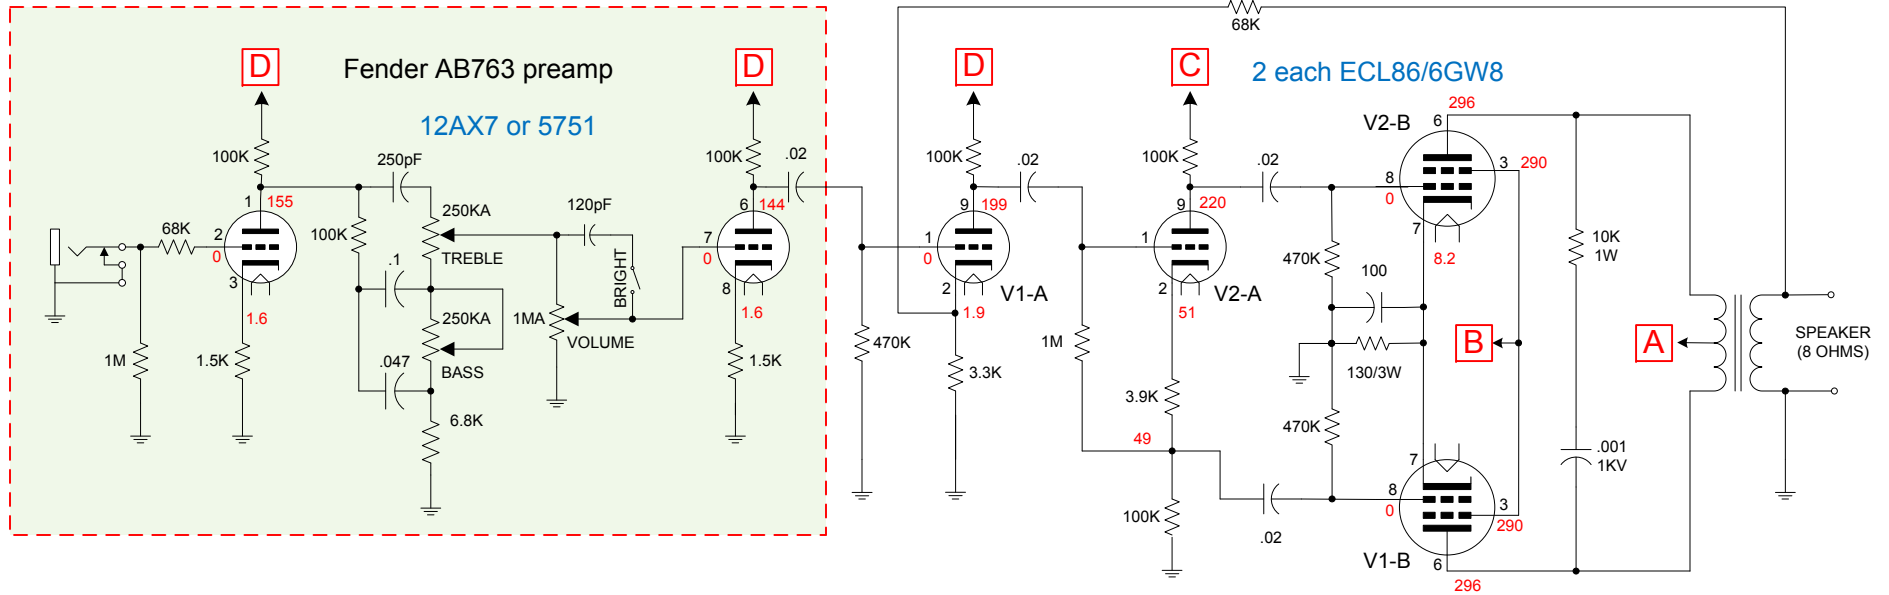 68K
D
Fender AB763 preamp
D
D
C
2 each ECL86/6GW8
12AX7 or 5751
296
6
V2-B
100K
250pF
100K
.02
100K
.02
100K
.02
3
290
8
0
1
155
250KA
120pF
6
144
9
199
9
220
7
68K
2
0
100K
TREBLE
7
0
1
0
1
10K
1W
8.2
3
.1
BRIGHT
8
2
V1-A
2
V2-A
470K
100
1.6
250KA
1MA
VOLUME
1.6
1.9
51
1M
1.5K
.047
BASS
1.5K
470K
3.3K
1M
130/3W
B
A
SPEAKER
(8 OHMS)
3.9K
6.8K
49
470K
7
.001
1KV
8
0
3
290
100K
.02
V1-B
6
296